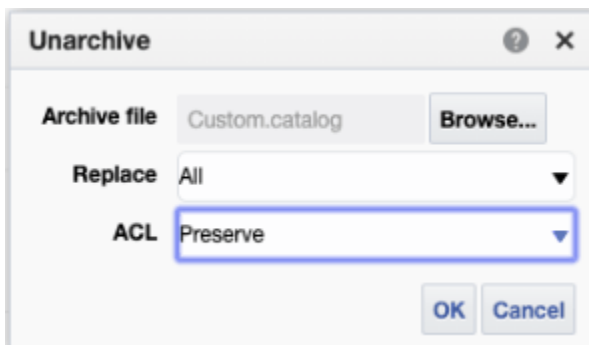 Unarchive
Archive file Custom.catalog Browse...
Replace All
ACL Preserve
OK Cancel